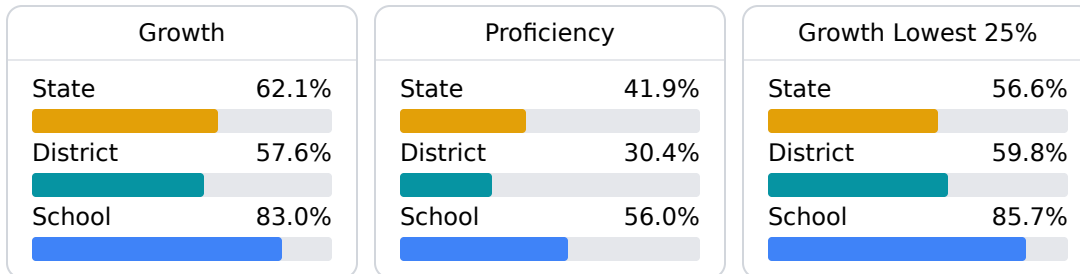 Growth
State 62.1%
District 57.6%
School 83.0%
Proficiency
State 41.9%
District 30.4%
School 56.0%
Growth Lowest 25%
State 56.6%
District 59.8%
School 85.7%